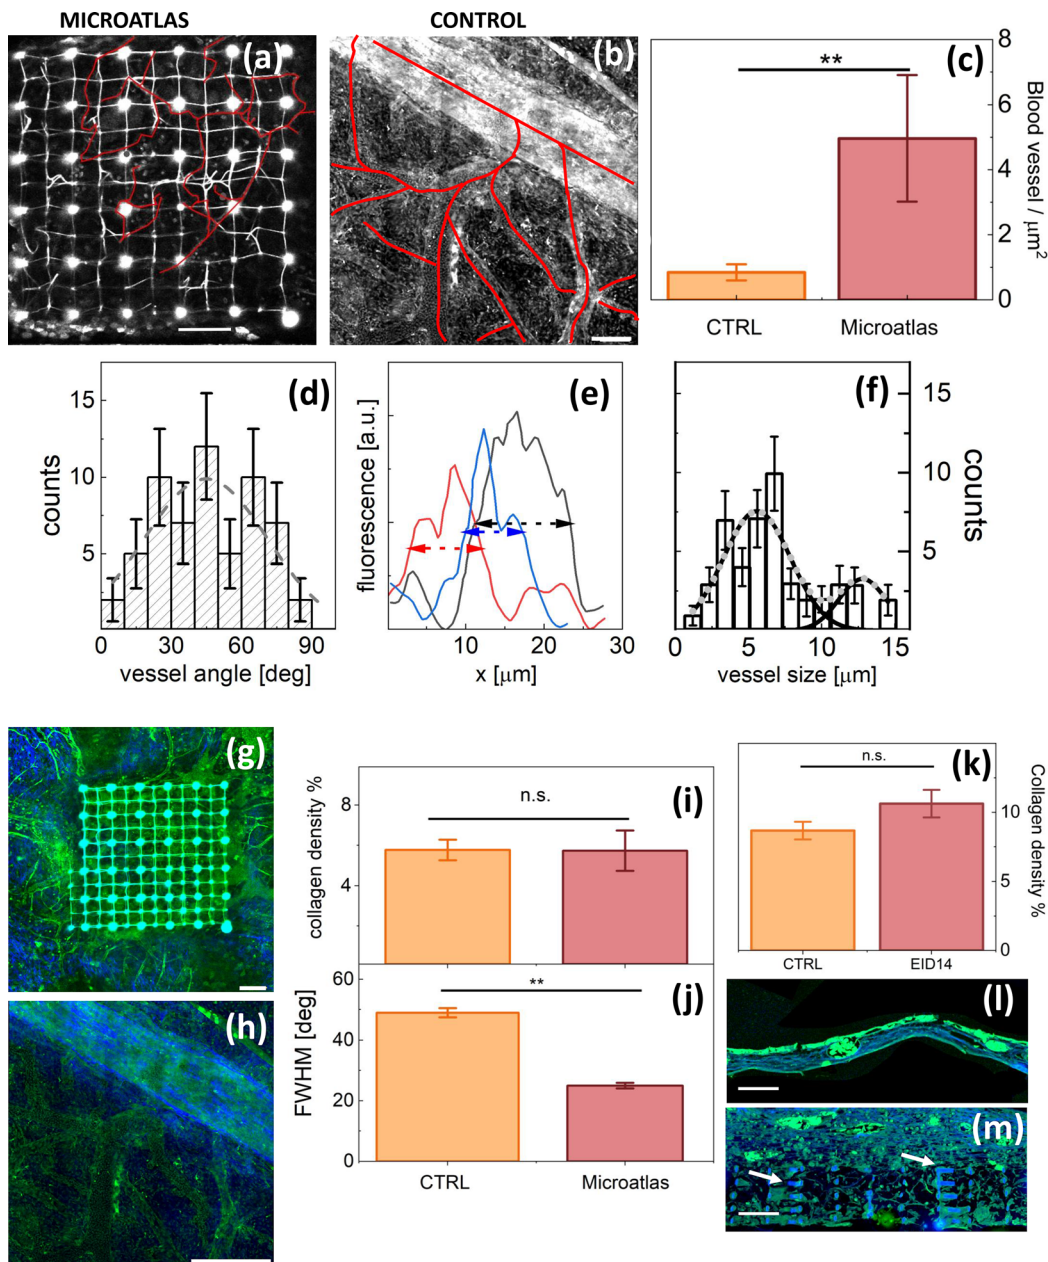 MICROATLAS
CONTROL
(a)
(b)
(c)
**
8
6
4
2
0
Blood vessel / μm²
CTRL
Microatlas
(d)
15
10
5
counts
0
30
60
90
vessel angle [deg]
(e)
fluorescence [a.u.]
0
10
20
30
x [μm]
(f)
15
10
5
counts
0
5
10
15
vessel size [μm]
(g)
(h)
(i)
n.s.
8
4
collagen density %
(j)
**
60
40
20
0
FWHM [deg]
CTRL
Microatlas
(k)
n.s.
10
5
0
Collagen density %
CTRL
EID14
(l)
(m)